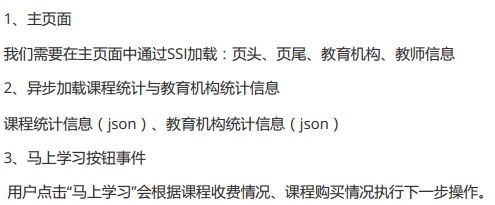 1、主页面
我们需要在主页面中通过SSI加载：页头、页尾、教育机构、教师信息
2、异步加载课程统计与教育机构统计信息
课程统计信息（json）、教育机构统计信息（json）
3、马上学习按钮事件
用户点击“马上学习”会根据课程收费情况、课程购买情况执行下一步操作。